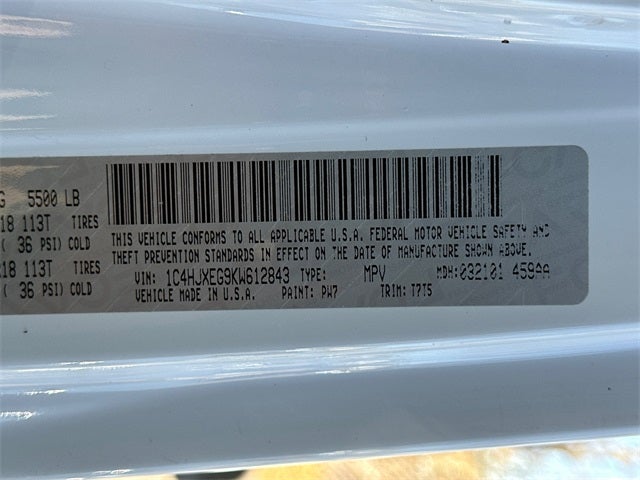 G 5500 LB
18 113T TIRES
( 36 PSI) COLD
18 113T TIRES
( 36 PSI) COLD
THIS VEHICLE CONFORMS TO ALL APPLICABLE U.S.A. FEDERAL MOTOR VEHICLE SAFETY AND
THEFT PREVENTION STANDARDS IN EFFECT ON THE DATE OF MANUFACTURE SHOWN ABOVE.
VIN: 1C4HJXEG9KW612843 TYPE: MPV MDH: 032101 459AA
VEHICLE MADE IN U.S.A. PAINT: PW7 TRIM: T7T5